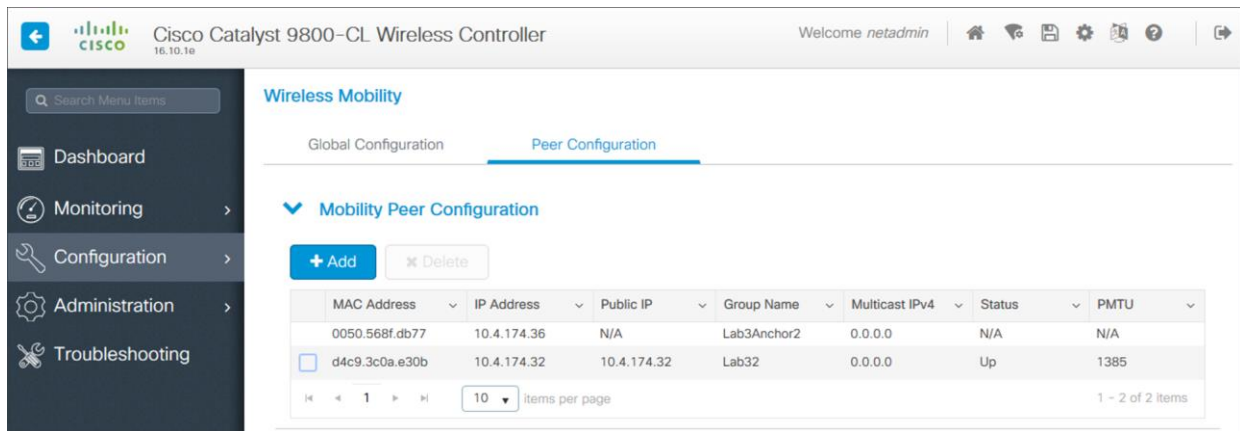 CISCO
Cisco Catalyst 9800-CL Wireless Controller
16.10.1e
Welcome netadmin
Search Menu Items
Dashboard
Monitoring
Configuration
Administration
Troubleshooting
Wireless Mobility
Global Configuration
Peer Configuration
Mobility Peer Configuration
+ Add
✖ Delete
MAC Address IP Address Public IP Group Name Multicast IPv4 Status PMTU
0050.568f.db77 10.4.174.36 N/A Lab3Anchor2 0.0.0.0 N/A N/A
d4c9.3c0a.e30b 10.4.174.32 10.4.174.32 Lab32 0.0.0.0 Up 1385
1 10 items per page 1 - 2 of 2 items